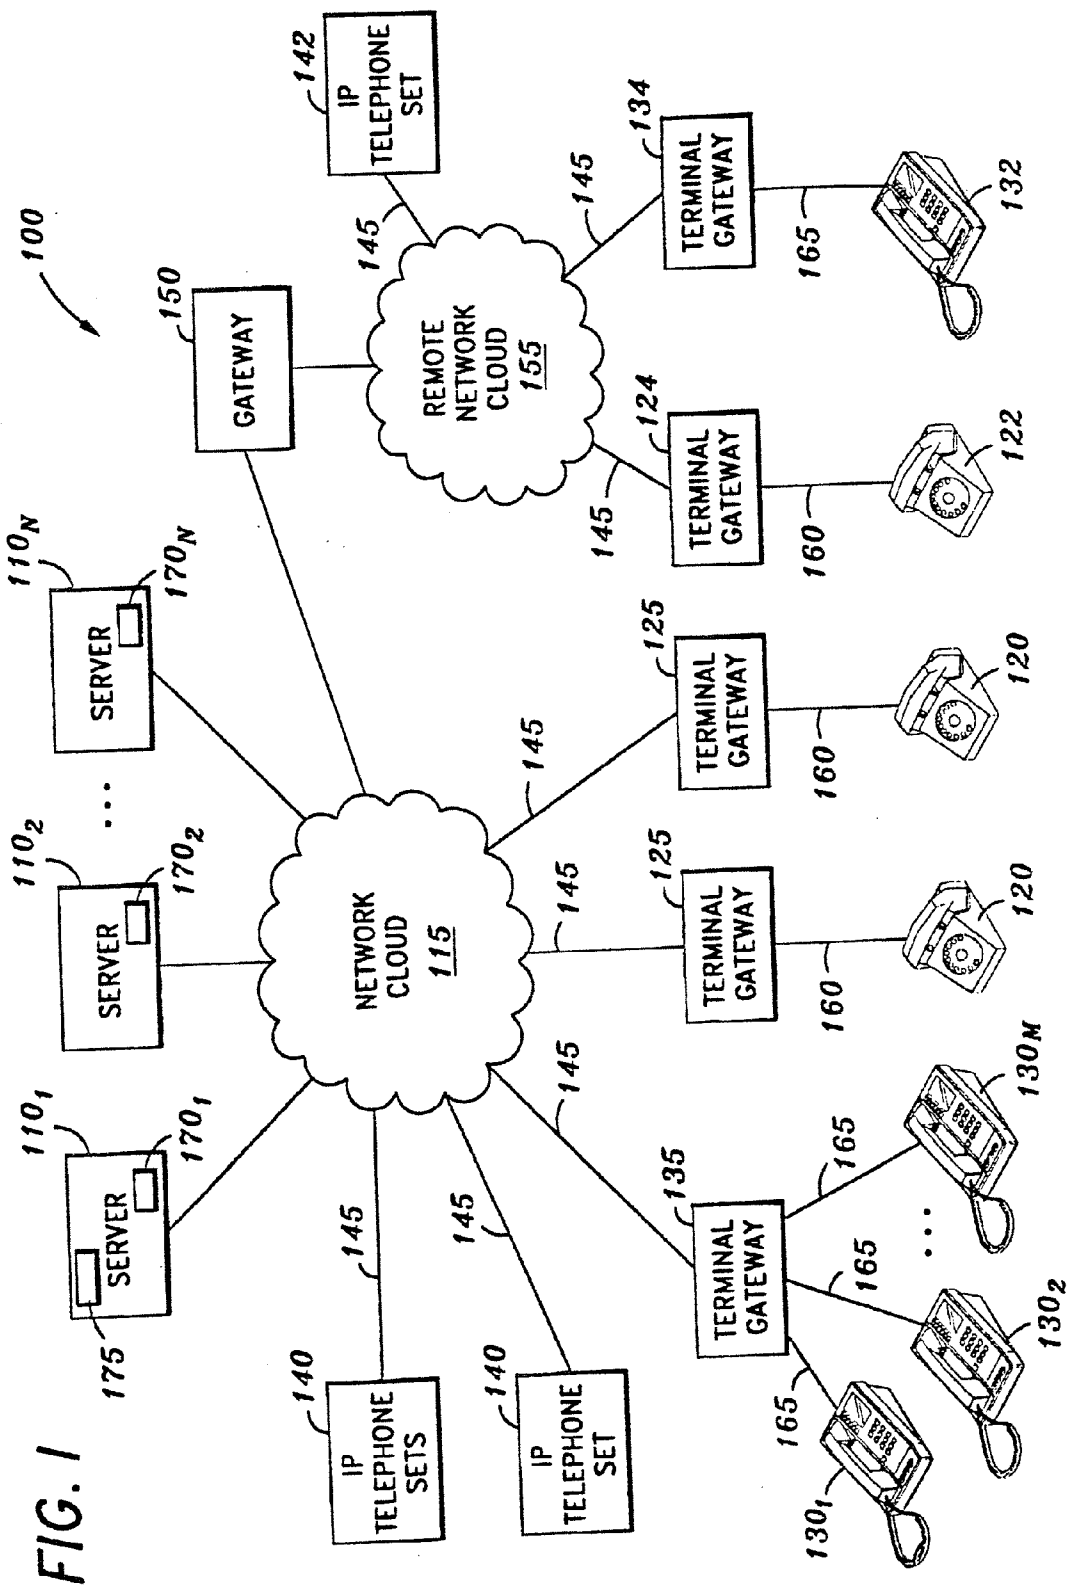 FIG. 1
100
110₁
SERVER
170₁
175
110₂
SERVER
170₂
...
110N
SERVER
170N
150
GATEWAY
142
IP
TELEPHONE
SET
145
140
IP
TELEPHONE
SETS
145
140
IP
TELEPHONE
SET
145
NETWORK
CLOUD
115
REMOTE
NETWORK
CLOUD
155
145
135
TERMINAL
GATEWAY
145
125
TERMINAL
GATEWAY
145
125
TERMINAL
GATEWAY
145
124
TERMINAL
GATEWAY
145
134
TERMINAL
GATEWAY
165
130₁
165
130₂
...
165
130M
160
120
160
120
160
122
165
132